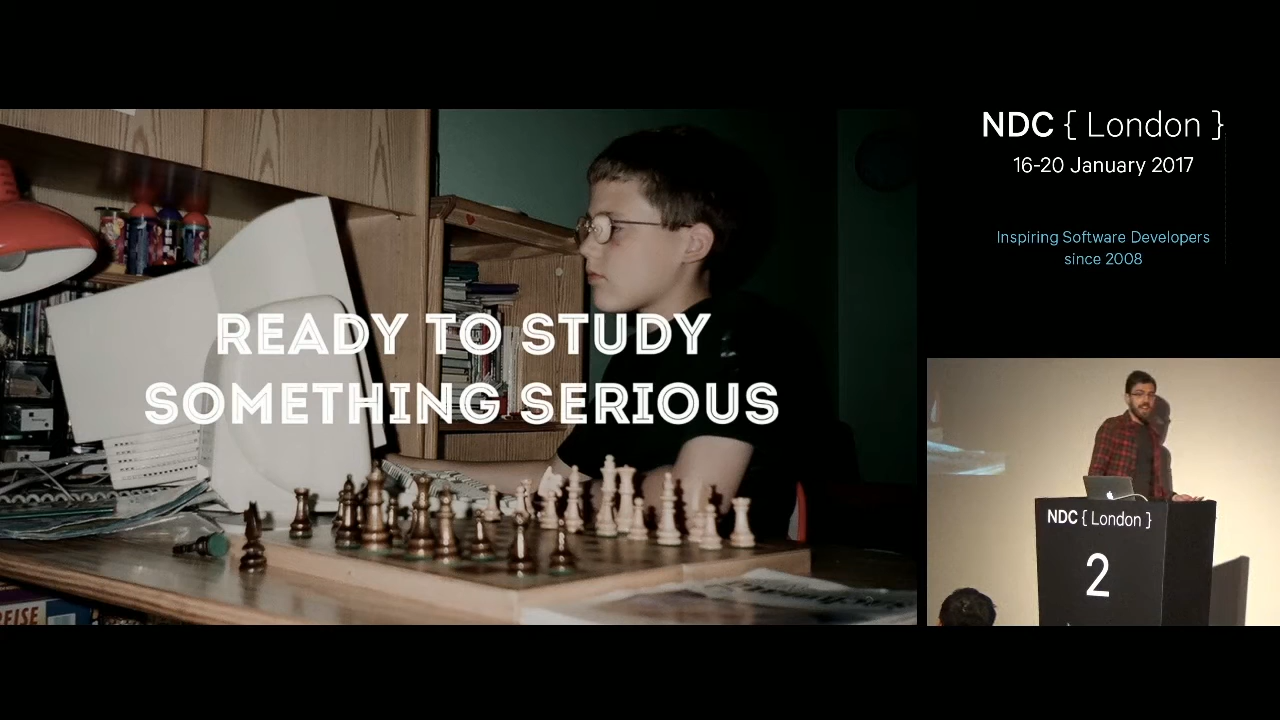 READY TO STUDY
SOMETHING SERIOUS
NDC { London }
16-20 January 2017
Inspiring Software Developers
since 2008
NDC { London }
2